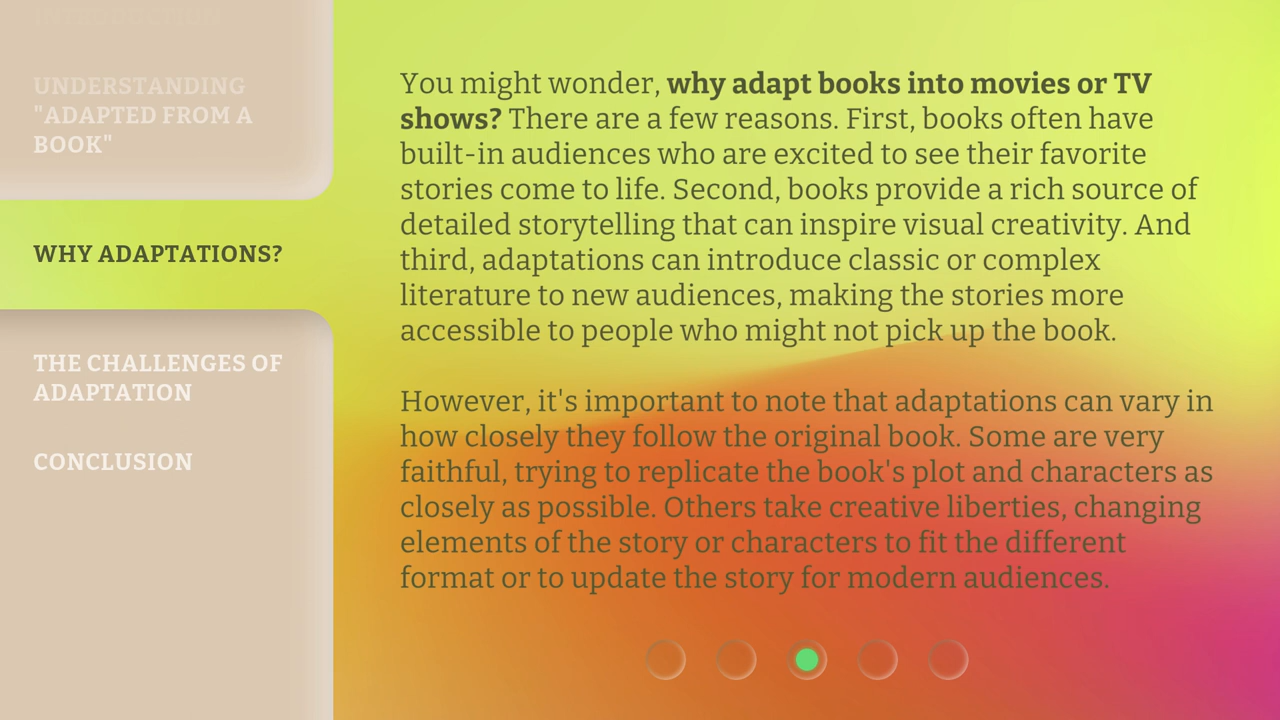 INTRODUCTION
UNDERSTANDING
"ADAPTED FROM A
BOOK"
WHY ADAPTATIONS?
THE CHALLENGES OF
ADAPTATION
CONCLUSION
You might wonder, why adapt books into movies or TV
shows? There are a few reasons. First, books often have
built-in audiences who are excited to see their favorite
stories come to life. Second, books provide a rich source of
detailed storytelling that can inspire visual creativity. And
third, adaptations can introduce classic or complex
literature to new audiences, making the stories more
accessible to people who might not pick up the book.
However, it's important to note that adaptations can vary in
how closely they follow the original book. Some are very
faithful, trying to replicate the book's plot and characters as
closely as possible. Others take creative liberties, changing
elements of the story or characters to fit the different
format or to update the story for modern audiences.